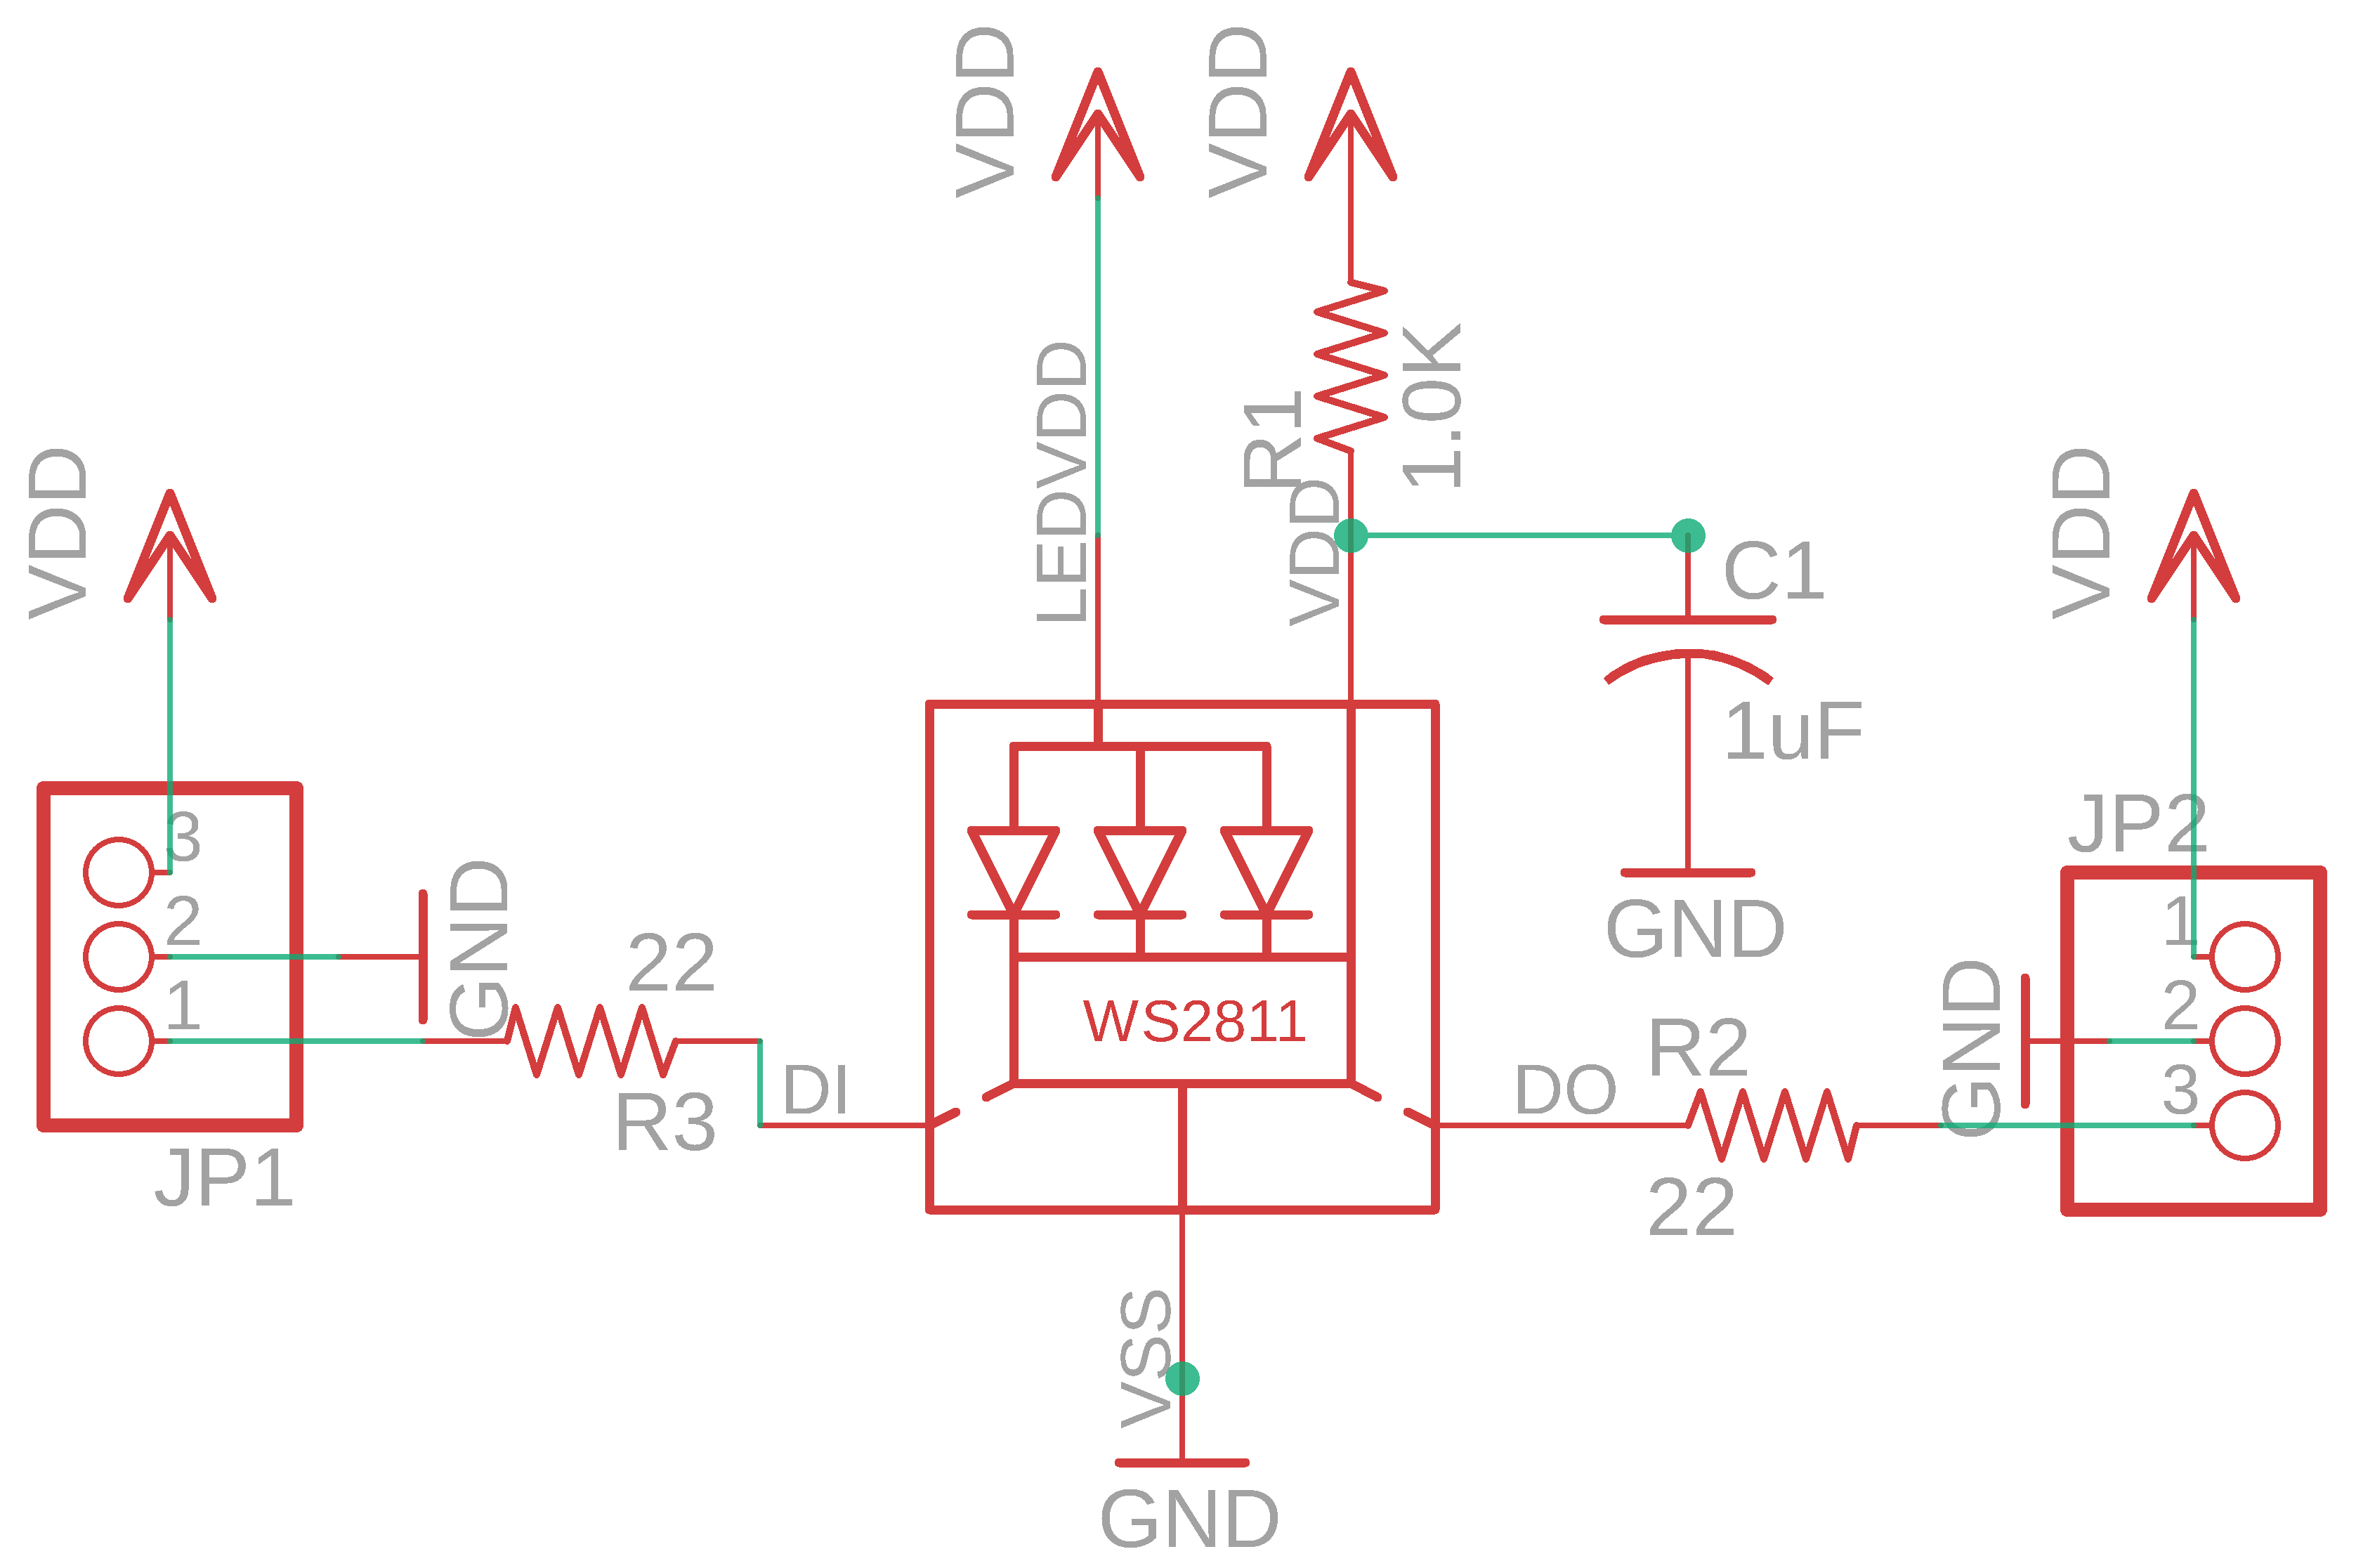 VDD
VDD
LEDVDD
R1
1.0K
VDD
VDD
VDD
C1
1uF
GND
3
2
1
GND
22
R3
JP1
DI
WS2811
DO
R2
22
GND
JP2
1
2
3
VSS
GND